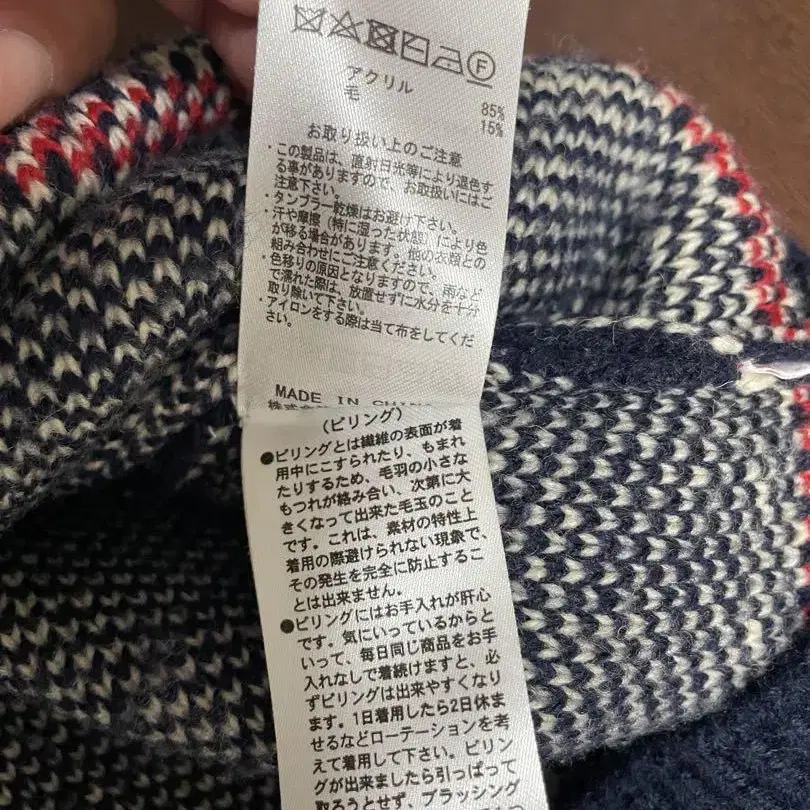 F
アクリル 85%
毛 15%
お取り扱い上のご注意
・この製品は、直射日光等により退色す
る事がありますので、お取扱いにはご
注意下さい。
・タンブラー乾燥はお避け下さい。
・汗や摩擦（特に湿った状態）により色
が移る場合があります。他の衣類との
組み合わせにご注意ください。
・色移りの原因となりますので、雨など
で濡れた際は、放置せずに水分を十分
取り除いて下さい。
・アイロンをする際は当て布をしてくだ
さい。
MADE IN CHINA
株式会
（ピリング）
●ピリングとは繊維の表面が着
用中にこすられたり、もまれ
たりするため、毛羽の小さな
もつれが絡み合い、次第に大
きくなって出来た毛玉のこと
です。これは、素材の特性上
着用の際避けられない現象で、
その発生を完全に防止するこ
とは出来ません。
●ピリングにはお手入れが肝心
です。気にいっているからと
いって、毎日同じ商品をお手
入れなしで着続けますと、必
ずピリングは出来やすくなり
ます。1日着用したら2日休ま
せるなどローテーションを考
えて着用して下さい。ピリン
グが出来ましたら引っぱって
取ろうとせず、ブラッシング